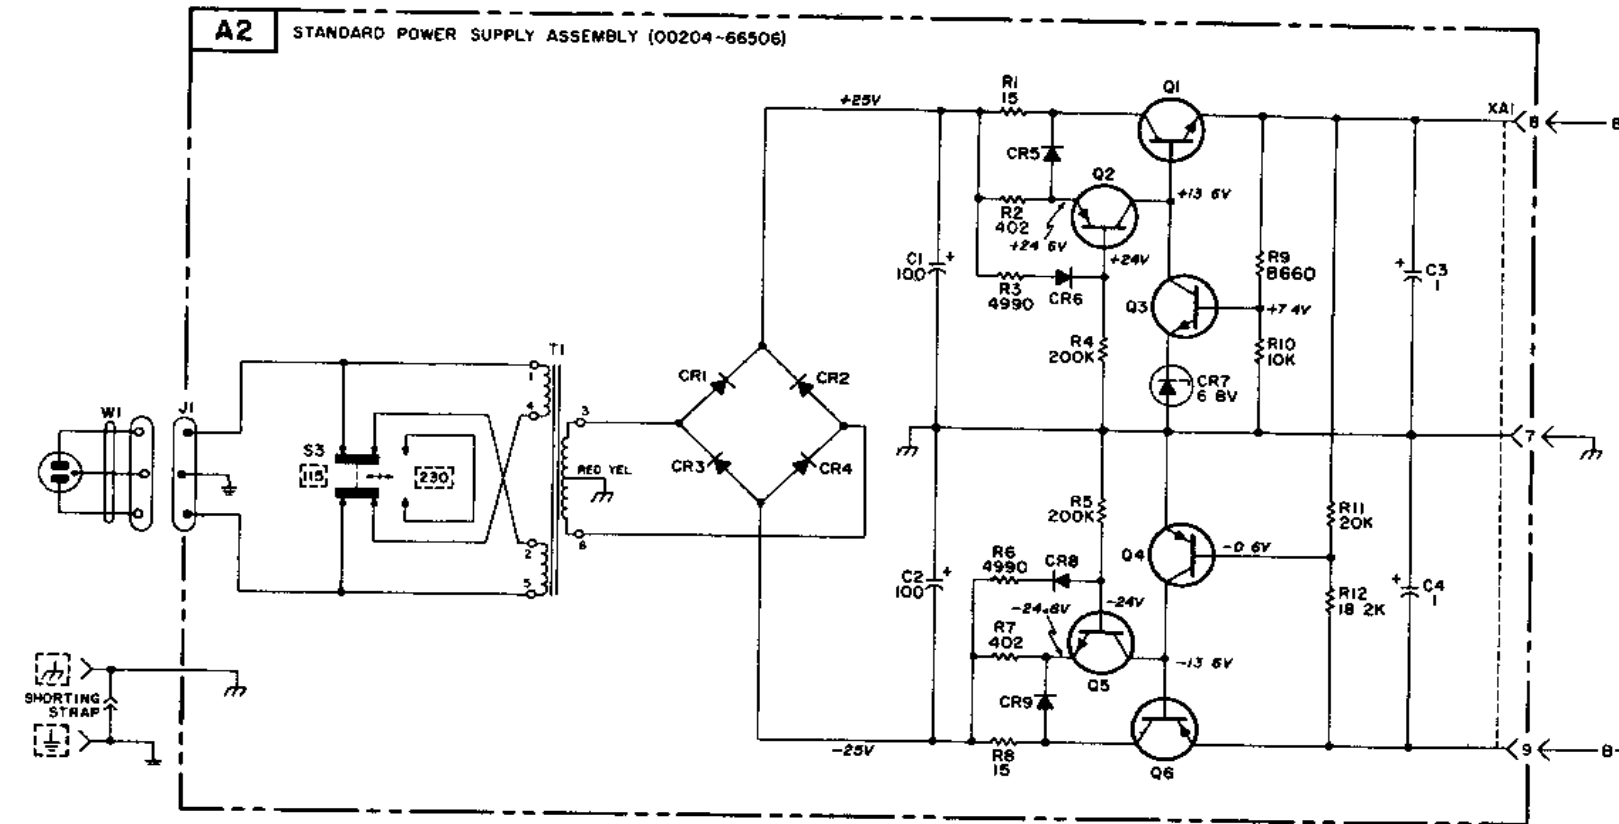 A2
STANDARD POWER SUPPLY ASSEMBLY (00204-66506)
+25V
R1
15
Q1
XA1
8
8
CR5
Q2
+13 6V
R2
402
+24 6V
+24V
C1
100
+
R3
4990
CR6
Q3
R9
8660
+7 4V
+
C3
1
R4
200K
R10
10K
CR7
6 8V
T1
1
4
CR1
CR2
W1
J1
3
7
S3
115
230
RED YEL
CR3
CR4
R5
200K
R11
20K
2
6
Q4
-0 6V
R6
4990
CR8
C2
100
+
5
-24.6V
-24V
R12
18 2K
+
C4
1
R7
402
Q5
-13 6V
SHORTING
STRAP
CR9
-25V
R8
15
Q6
9
8-